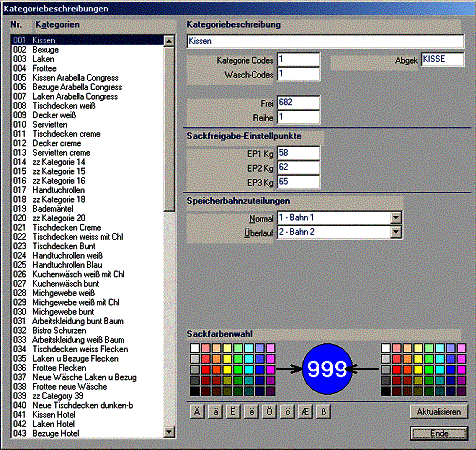 Kategoriebeschreibungen
Nr. Kategorien
001 Kissen
002 Bexuge
003 Laken
004 Frottee
005 Kissen Arabella Congress
006 Bezuge Arabella Congress
007 Laken Arabella Congress
008 Tischdecken weiß
009 Decker weiß
010 Servietten
011 Tischdecken creme
012 Decker creme
013 Servietten creme
014 zz Kategorie 14
015 zz Kategorie 15
016 zz Kategorie 16
017 Handtuchrollen
018 zz Kategorie 18
019 Bademäntel
020 zz Kategorie 20
021 Tischdecken Creme
022 Tischdecken weiss mit Chl
023 Tischdecken Bunt
024 Handtuchrollen weiß
025 Handtuchrollen Blau
026 Kuchenwäsch weiß mit Chl
027 Kuchenwäsch bunt
028 Michgewebe weiß
029 Michgewebe weiß mit Chl
030 Michgewebe bunt
031 Arbeitskleidung bunt Baum
032 Bistro Schurzen
033 Arbeitskleidung weiß Baum
034 Tischdecken weiss Flecken
035 Laken u Bezuge Flecken
036 Frottee Flecken
037 Neue Wäsche Laken u Bezug
038 Frottee neue Wäsche
039 zz Category 39
040 Neue Tischdecken dunken-b
041 Kissen Hotel
042 Laken Hotel
043 Bezuge Hotel
Kategoriebeschreibung
Kissen
Kategorie Codes 1 Abgek KISSE
Wasch-Codes 1
Frei 682
Reihe 1
Sackfreigabe-Einstellpunkte
EP1 Kg 58
EP2 Kg 62
EP3 Kg 65
Speicherbahnzuteilungen
Normal 1 - Bahn 1
Überlauf 2 - Bahn 2
Sackfarbenwahl
999
Ä ä Ë ë Ö ö Æ ß Aktualisieren
Ende